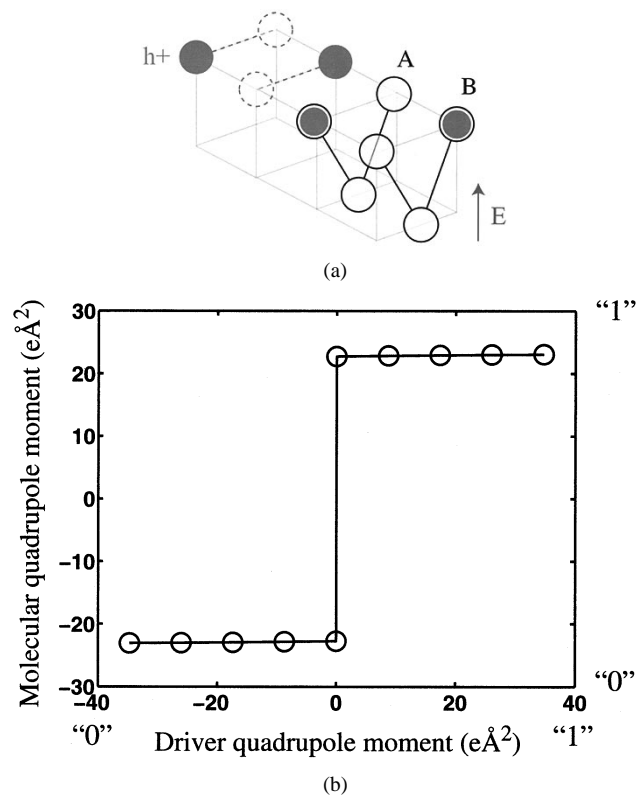 A
h+
B
E
(a)
Molecular quadrupole moment (eÅ²)
30
20
10
0
−10
−20
−30
"1"
"0"
−40
−20
0
20
40
"0"
Driver quadrupole moment (eÅ²)
"1"
(b)